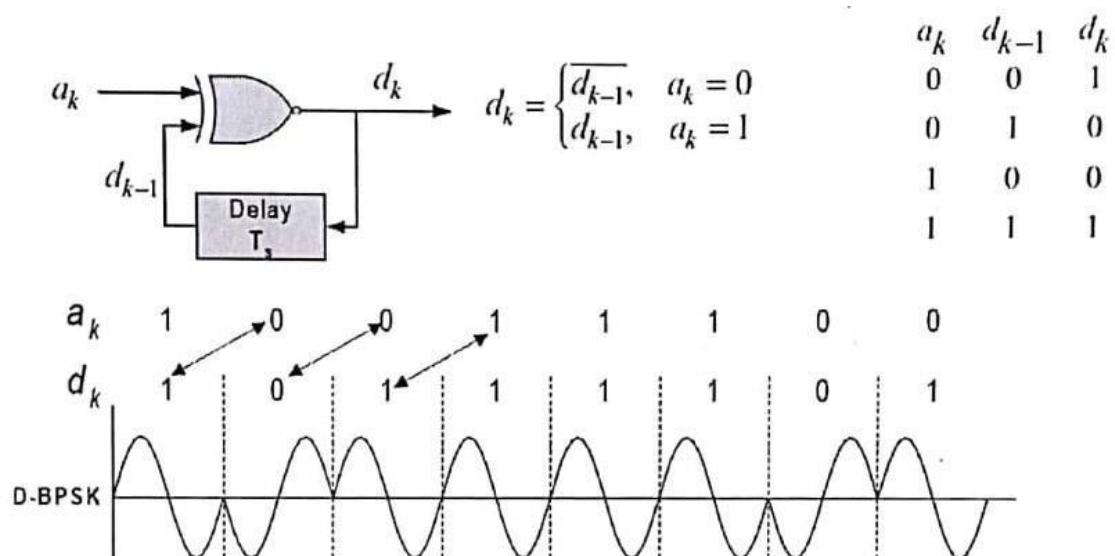 a_k d_k d_k = { \overline{d_{k-1}}, a_k = 0
d_{k-1}, a_k = 1
d_{k-1}
Delay
T_s
a_k d_{k-1} d_k
0 0 1
0 1 0
1 0 0
1 1 1
a_k 1 0 0 1 1 1 0 0
d_k 1 0 1 1 1 1 0 1
D-BPSK